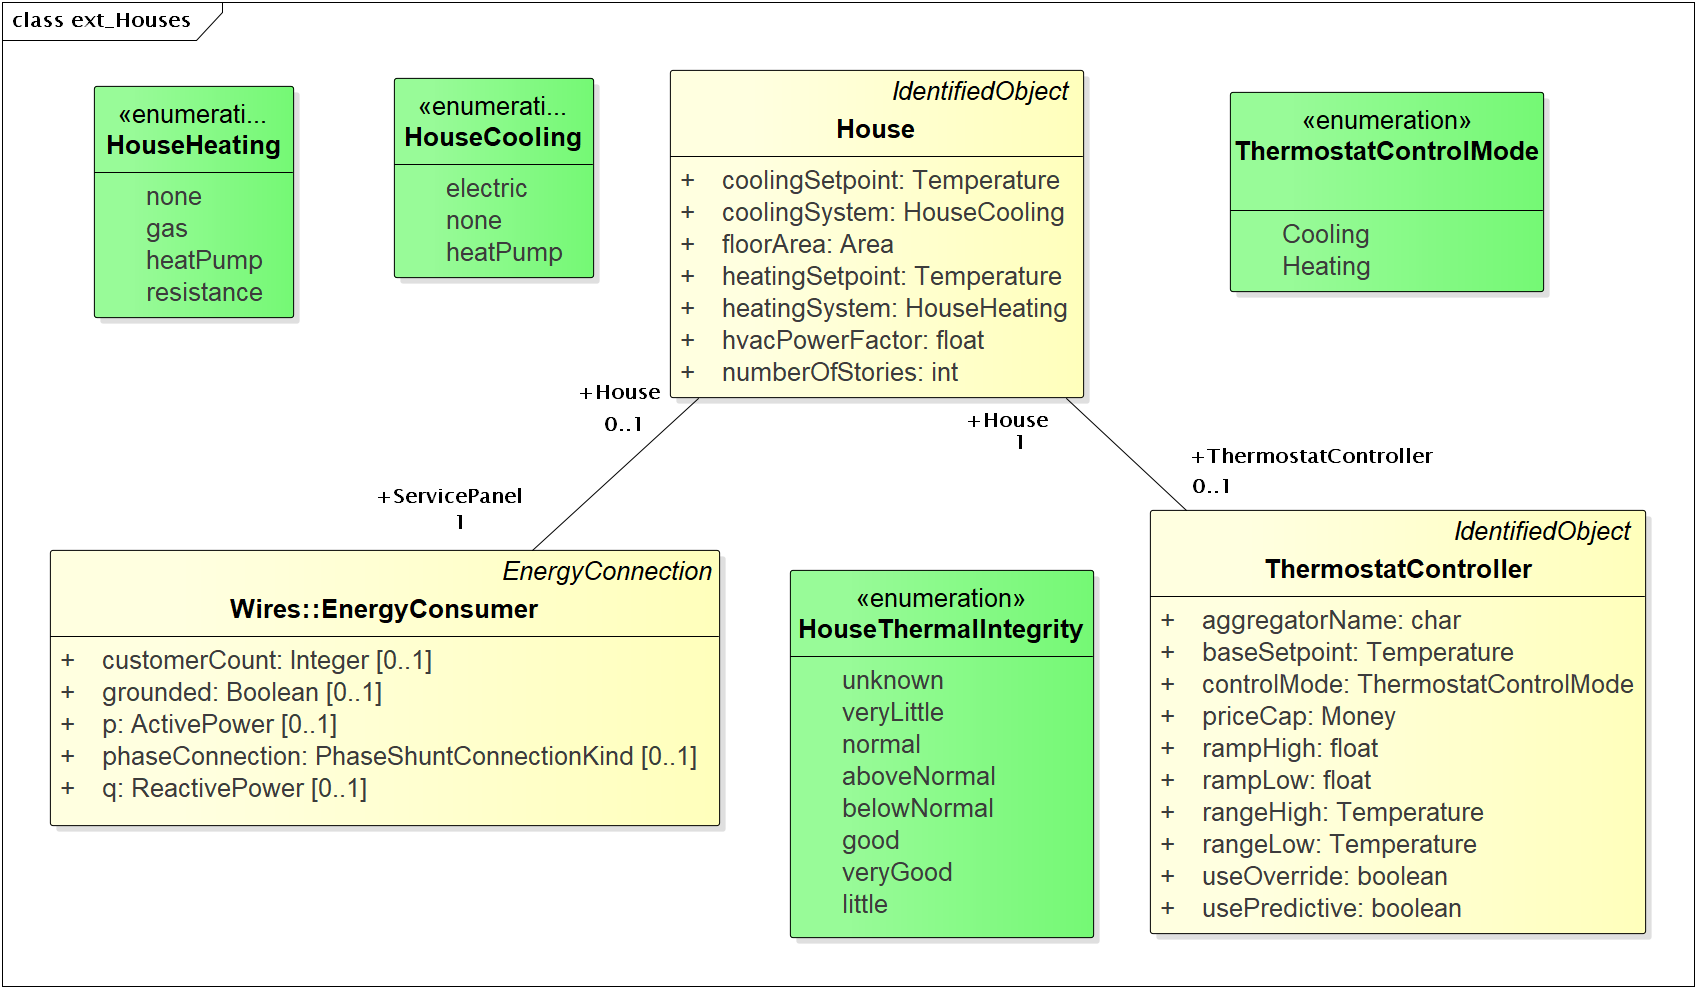 class ext_Houses
«enumerati...
HouseHeating
none
gas
heatPump
resistance
«enumerati...
HouseCooling
electric
none
heatPump
IdentifiedObject
House
+ coolingSetpoint: Temperature
+ coolingSystem: HouseCooling
+ floorArea: Area
+ heatingSetpoint: Temperature
+ heatingSystem: HouseHeating
+ hvacPowerFactor: float
+ numberOfStories: int
«enumeration»
ThermostatControlMode
Cooling
Heating
+House
0..1
+House
1
+ServicePanel
1
+ThermostatController
0..1
EnergyConnection
Wires::EnergyConsumer
+ customerCount: Integer [0..1]
+ grounded: Boolean [0..1]
+ p: ActivePower [0..1]
+ phaseConnection: PhaseShuntConnectionKind [0..1]
+ q: ReactivePower [0..1]
«enumeration»
HouseThermalIntegrity
unknown
veryLittle
normal
aboveNormal
belowNormal
good
veryGood
little
IdentifiedObject
ThermostatController
+ aggregatorName: char
+ baseSetpoint: Temperature
+ controlMode: ThermostatControlMode
+ priceCap: Money
+ rampHigh: float
+ rampLow: float
+ rangeHigh: Temperature
+ rangeLow: Temperature
+ useOverride: boolean
+ usePredictive: boolean